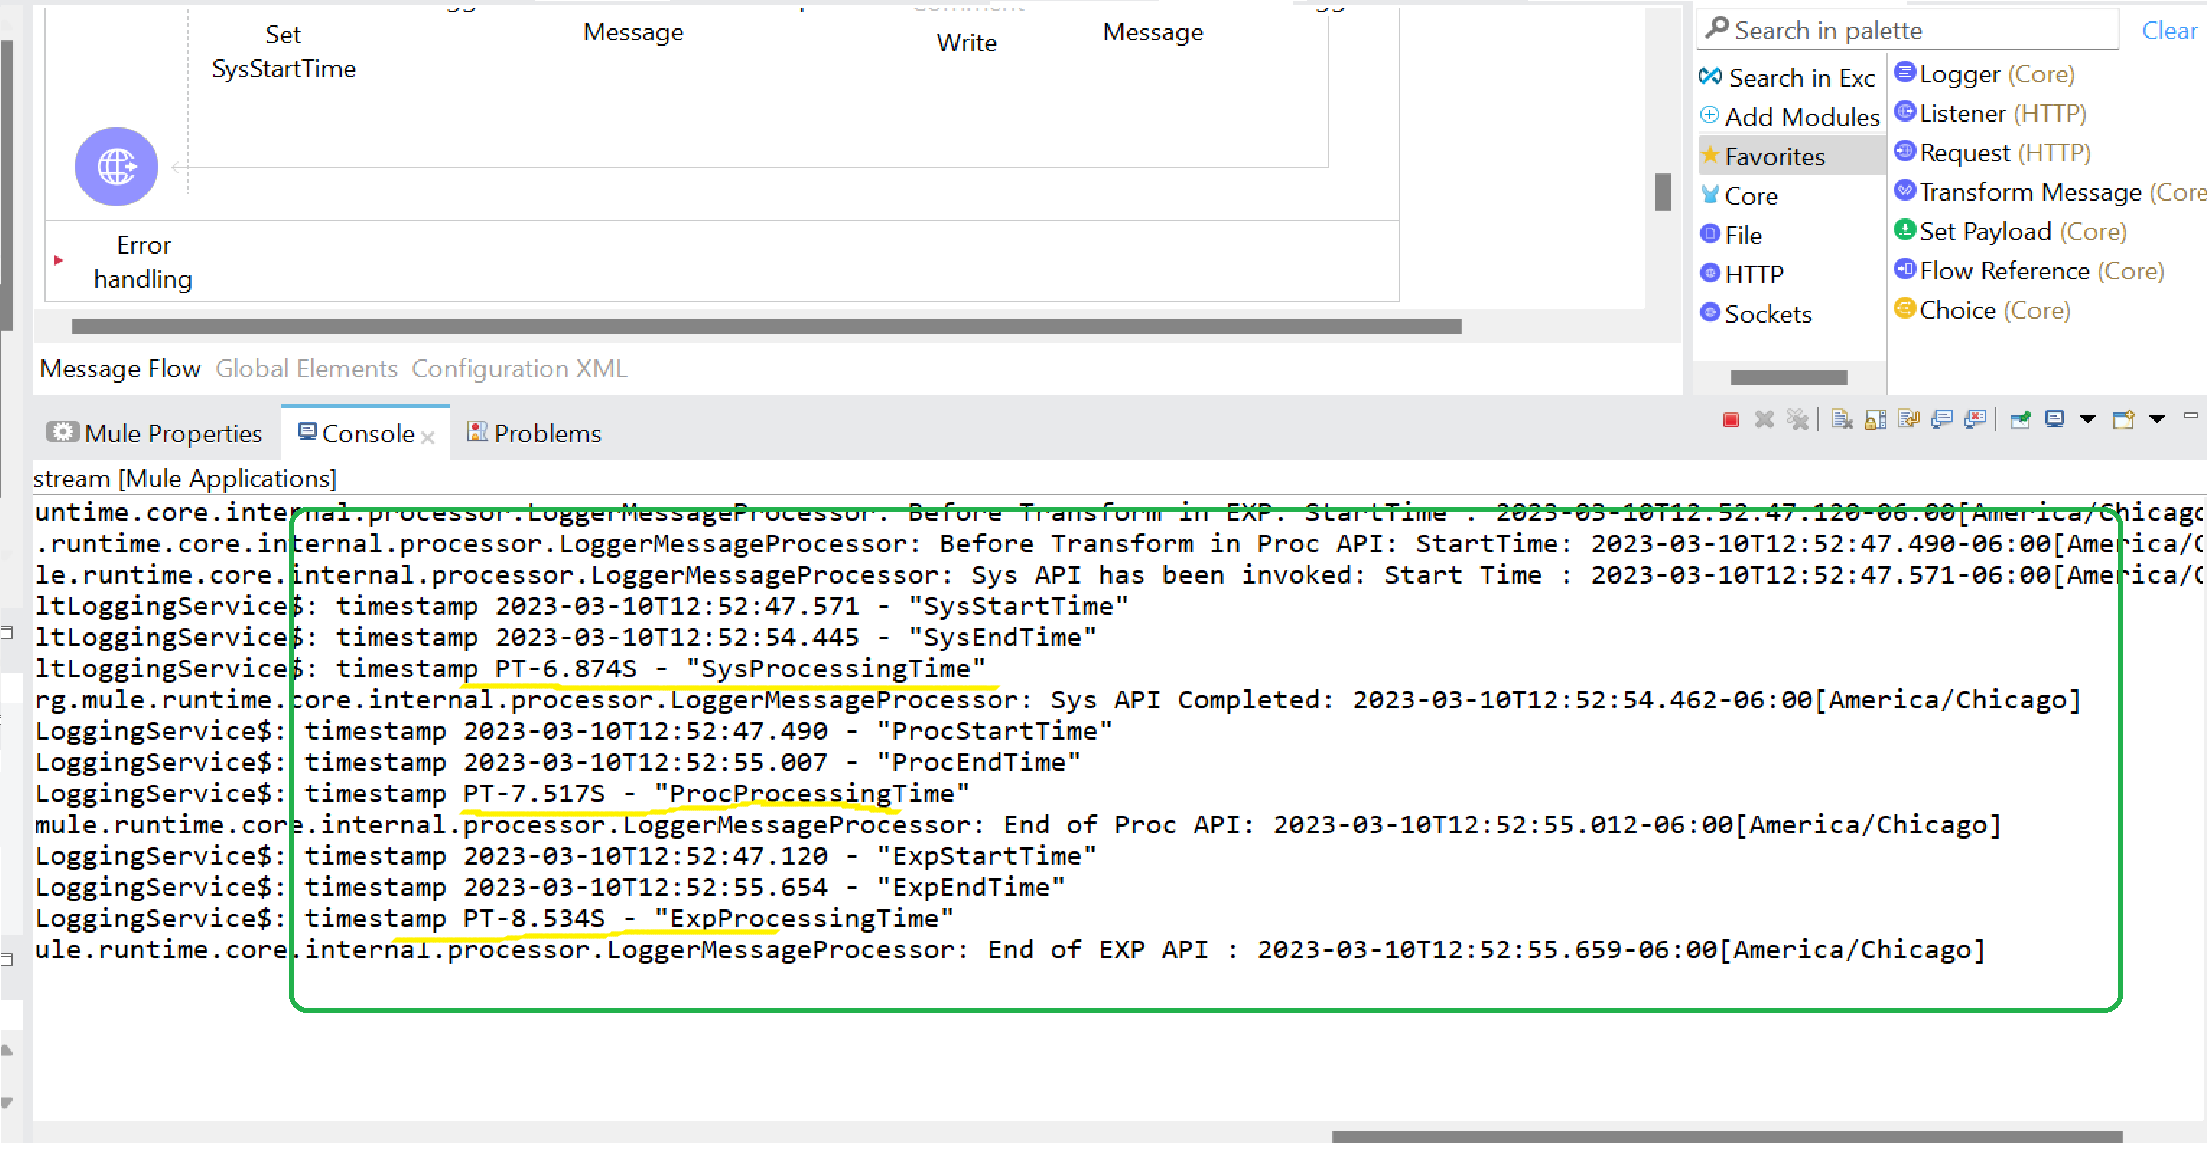 Set
SysStartTime
Message
Write
Message
Error
handling
Message Flow Global Elements Configuration XML
Search in palette Clear
Search in Exc
Add Modules
Favorites
Core
File
HTTP
Sockets
Logger (Core)
Listener (HTTP)
Request (HTTP)
Transform Message (Core
Set Payload (Core)
Flow Reference (Core)
Choice (Core)
Mule Properties Console Problems
stream [Mule Applications]
untime.core.internal.processor.LoggerMessageProcessor: Before Transform in EXP: StartTime : 2023-03-10T12:52:47.120-06:00[America/Chicago
.runtime.core.internal.processor.LoggerMessageProcessor: Before Transform in Proc API: StartTime: 2023-03-10T12:52:47.490-06:00[America/C
le.runtime.core.internal.processor.LoggerMessageProcessor: Sys API has been invoked: Start Time : 2023-03-10T12:52:47.571-06:00[America/C
ltLoggingService$: timestamp 2023-03-10T12:52:47.571 - "SysStartTime"
ltLoggingService$: timestamp 2023-03-10T12:52:54.445 - "SysEndTime"
ltLoggingService$: timestamp PT-6.874S - "SysProcessingTime"
rg.mule.runtime.core.internal.processor.LoggerMessageProcessor: Sys API Completed: 2023-03-10T12:52:54.462-06:00[America/Chicago]
LoggingService$: timestamp 2023-03-10T12:52:47.490 - "ProcStartTime"
LoggingService$: timestamp 2023-03-10T12:52:55.007 - "ProcEndTime"
LoggingService$: timestamp PT-7.517S - "ProcProcessingTime"
mule.runtime.core.internal.processor.LoggerMessageProcessor: End of Proc API: 2023-03-10T12:52:55.012-06:00[America/Chicago]
LoggingService$: timestamp 2023-03-10T12:52:47.120 - "ExpStartTime"
LoggingService$: timestamp 2023-03-10T12:52:55.654 - "ExpEndTime"
LoggingService$: timestamp PT-8.534S - "ExpProcessingTime"
ule.runtime.core.internal.processor.LoggerMessageProcessor: End of EXP API : 2023-03-10T12:52:55.659-06:00[America/Chicago]